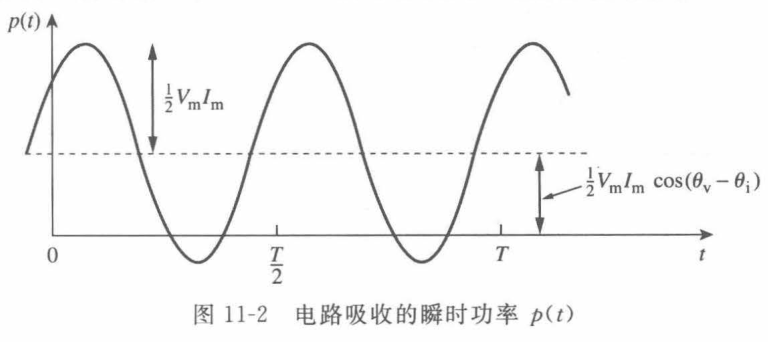 p(t)
½VmIm
½VmIm cos(θv − θi)
0
T/2
T
t
图 11-2 电路吸收的瞬时功率 p(t)